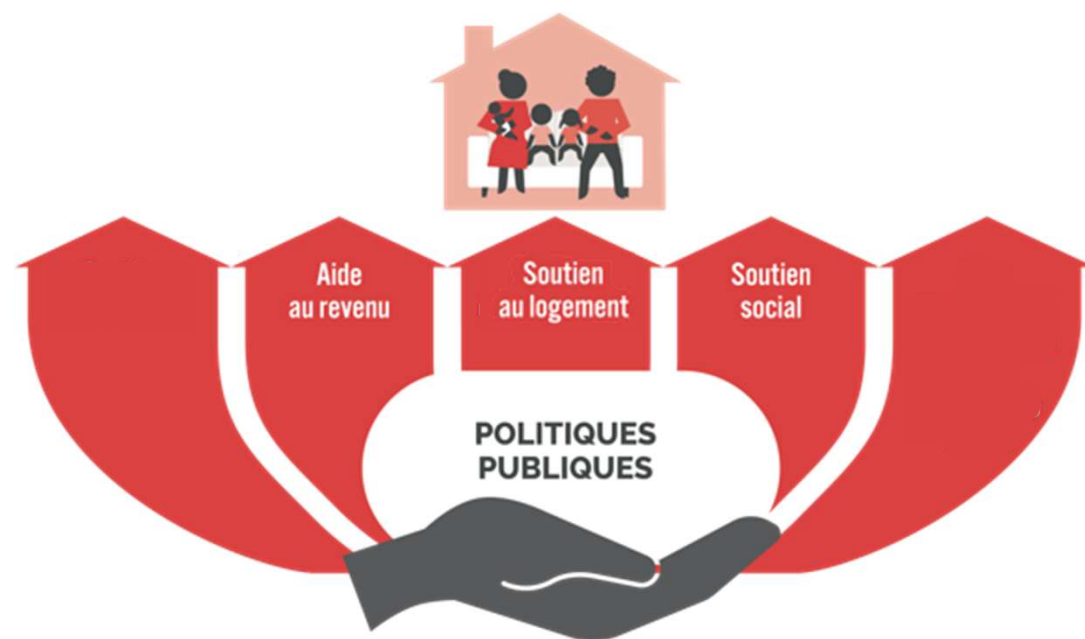 Aide
au revenu
Soutien
au logement
Soutien
social
POLITIQUES
PUBLIQUES